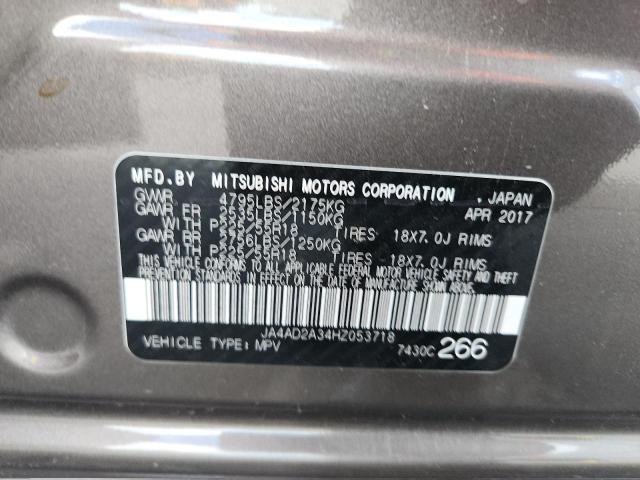 MFD.BY MITSUBISHI MOTORS CORPORATION , JAPAN
GVWR 4795LBS/2175KG APR 2017
GAWR FR 2535LBS/1150KG
WITH P225/55R18 TIRES 18X7.0J RIMS
GAWR RR 2756LBS/1250KG
WITH P225/55R18 TIRES 18X7.0J RIMS
THIS VEHICLE CONFORMS TO ALL APPLICABLE FEDERAL MOTOR VEHICLE SAFETY AND THEFT
PREVENTION STANDARDS IN EFFECT ON THE DATE OF MANUFACTURE SHOWN ABOVE.
JA4AD2A34HZ053718
VEHICLE TYPE: MPV 7430C 266